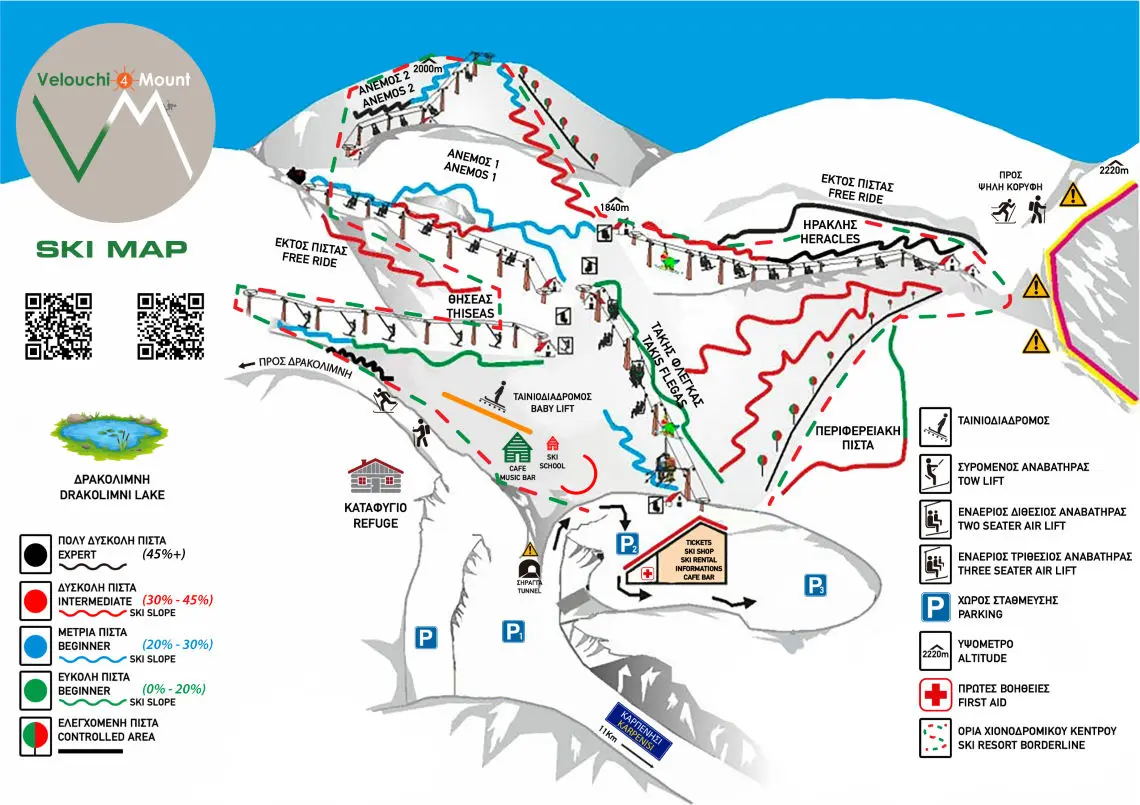 Velouchi 4 Mount
SKI MAP
ΔΡΑΚΟΛΙΜΝΗ
DRAKOLIMNI LAKE
ΠΟΛΥ ΔΥΣΚΟΛΗ ΠΙΣΤΑ
EXPERT (45%+)
ΔΥΣΚΟΛΗ ΠΙΣΤΑ
INTERMEDIATE (30% - 45%)
SKI SLOPE
ΜΕΤΡΙΑ ΠΙΣΤΑ
BEGINNER (20% - 30%)
SKI SLOPE
ΕΥΚΟΛΗ ΠΙΣΤΑ
BEGINNER (0% - 20%)
SKI SLOPE
ΕΛΕΓΧΟΜΕΝΗ ΠΙΣΤΑ
CONTROLLED AREA
2000m
ΑΝΕΜΟΣ 2
ANEMOS 2
ΑΝΕΜΟΣ 1
ANEMOS 1
1840m
ΕΚΤΟΣ ΠΙΣΤΑΣ
FREE RIDE
ΘΗΣΕΑΣ
THISEAS
ΠΡΟΣ ΔΡΑΚΟΛΙΜΝΗ
ΕΚΤΟΣ ΠΙΣΤΑΣ
FREE RIDE
ΗΡΑΚΛΗΣ
HERACLES
ΠΡΟΣ
ΨΗΛΗ ΚΟΡΥΦΗ
2220m
ΤΑΚΗΣ ΦΛΕΓΚΑΣ
TAKIS FLEGAS
ΤΑΙΝΙΟΔΙΑΔΡΟΜΟΣ
BABY LIFT
CAFE
MUSIC BAR
SKI
SCHOOL
ΠΕΡΙΦΕΡΕΙΑΚΗ
ΠΙΣΤΑ
ΚΑΤΑΦΥΓΙΟ
REFUGE
ΣΗΡΑΓΓΑ
TUNNEL
P
P1
P2
P3
TICKETS
SKI SHOP
SKI RENTAL
INFORMATIONS
CAFE BAR
ΚΑΡΠΕΝΗΣΙ
KARPENISI
11Km
ΤΑΙΝΙΟΔΙΑΔΡΟΜΟΣ
ΣΥΡΟΜΕΝΟΣ ΑΝΑΒΑΤΗΡΑΣ
TOW LIFT
ΕΝΑΕΡΙΟΣ ΔΙΘΕΣΙΟΣ ΑΝΑΒΑΤΗΡΑΣ
TWO SEATER AIR LIFT
ΕΝΑΕΡΙΟΣ ΤΡΙΘΕΣΙΟΣ ΑΝΑΒΑΤΗΡΑΣ
THREE SEATER AIR LIFT
P
ΧΩΡΟΣ ΣΤΑΘΜΕΥΣΗΣ
PARKING
2220m
ΥΨΟΜΕΤΡΟ
ALTITUDE
ΠΡΩΤΕΣ ΒΟΗΘΕΙΕΣ
FIRST AID
ΟΡΙΑ ΧΙΟΝΟΔΡΟΜΙΚΟΥ ΚΕΝΤΡΟΥ
SKI RESORT BORDERLINE